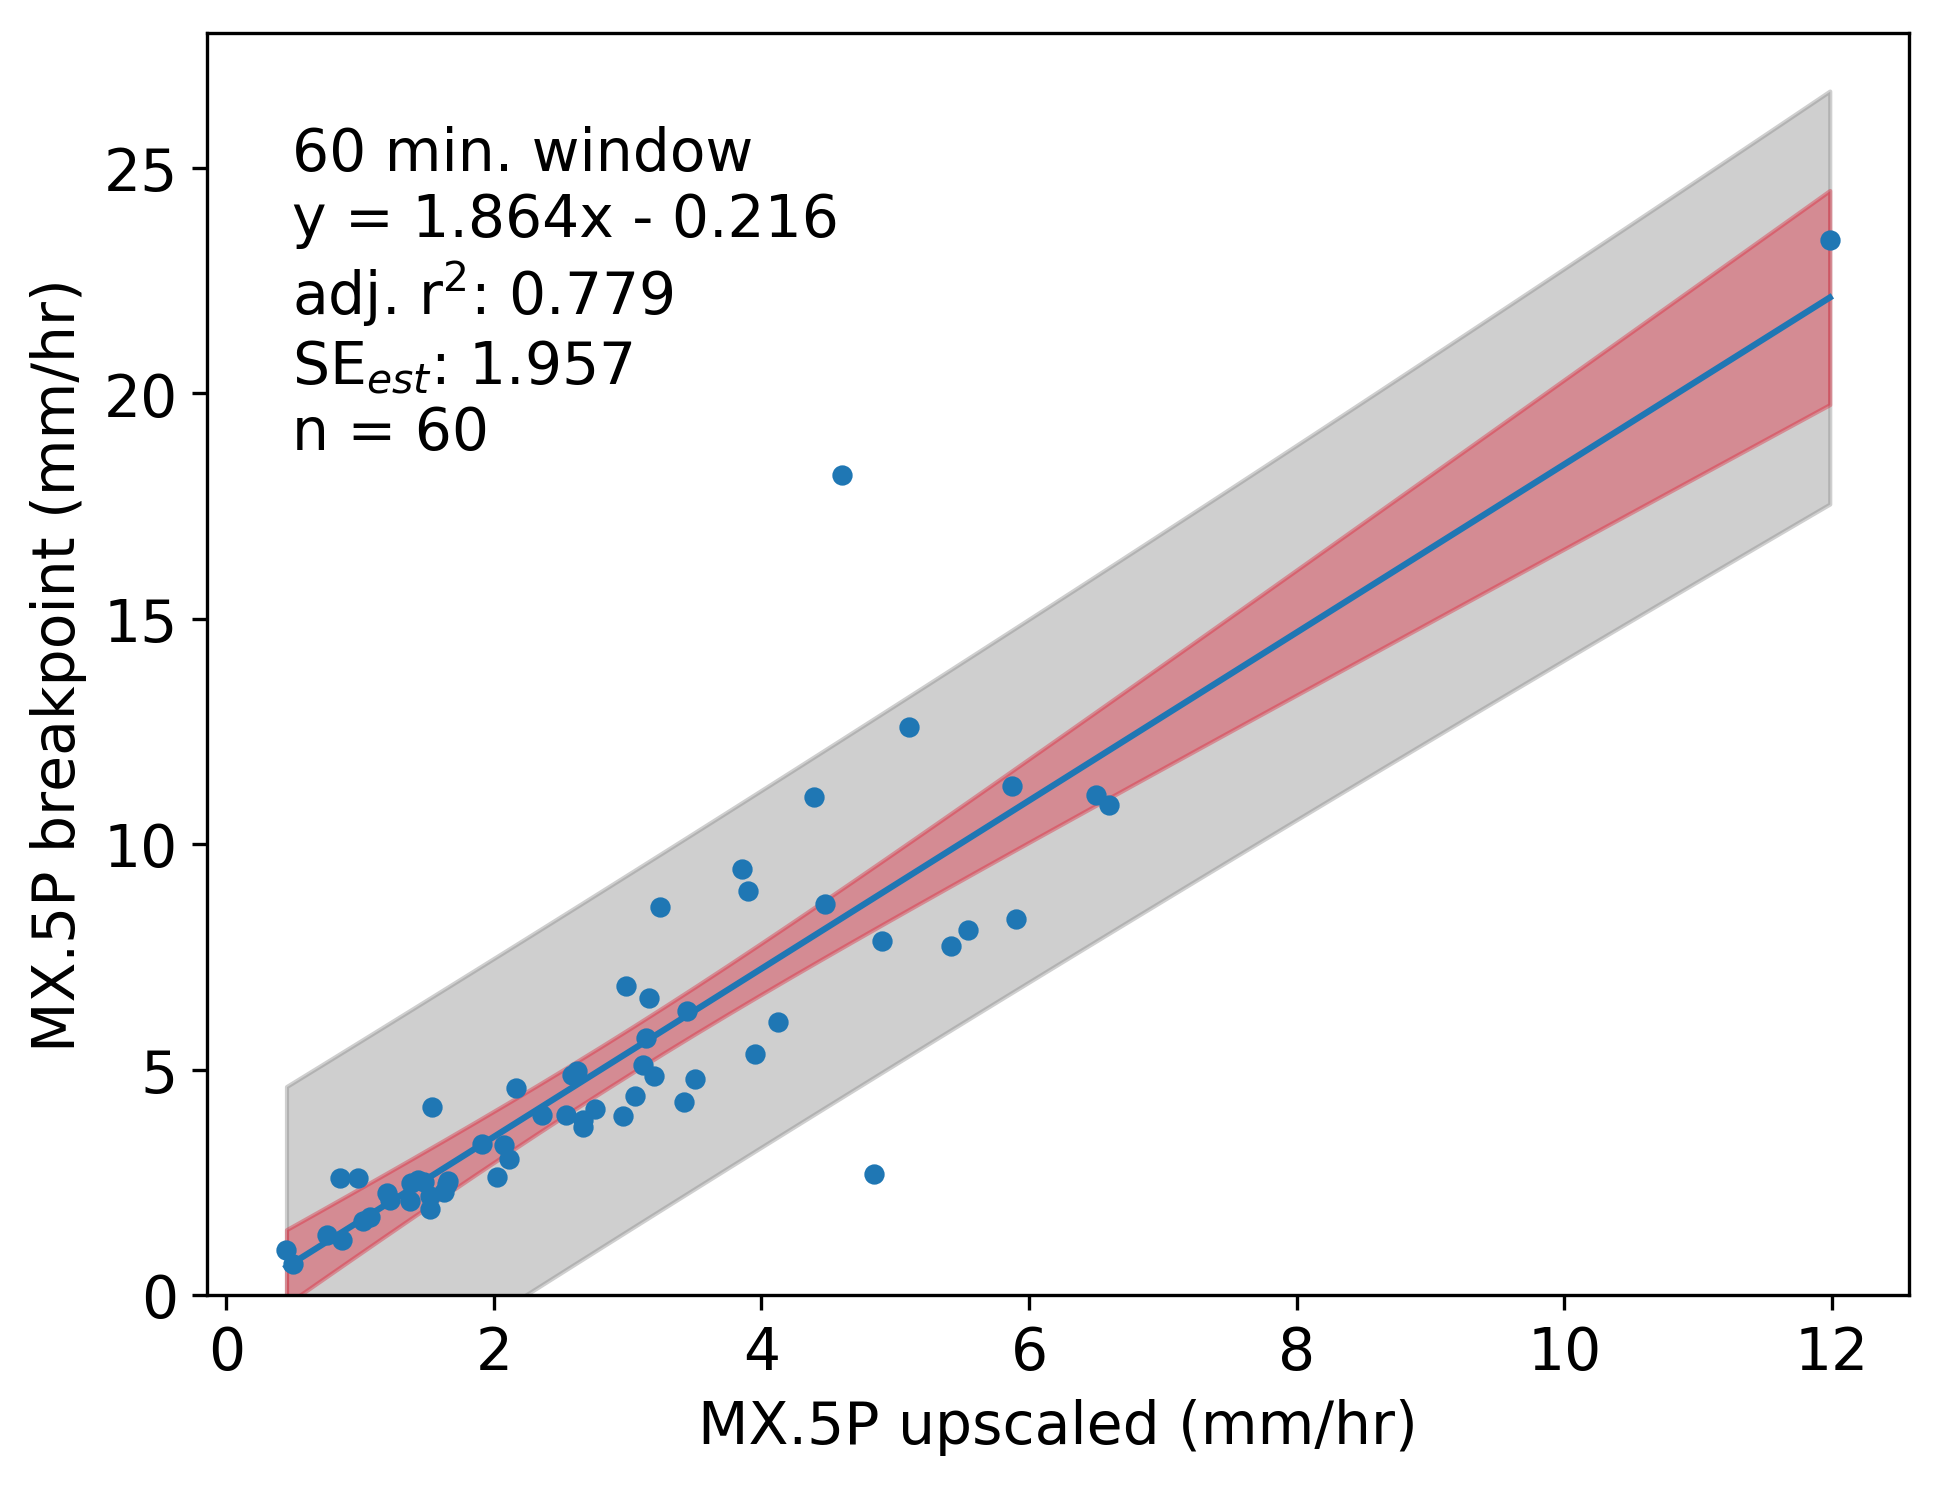 60 min. window
y = 1.864x - 0.216
adj. r²: 0.779
SE_est: 1.957
n = 60
MX.5P breakpoint (mm/hr)
25
20
15
10
5
0
0 2 4 6 8 10 12
MX.5P upscaled (mm/hr)